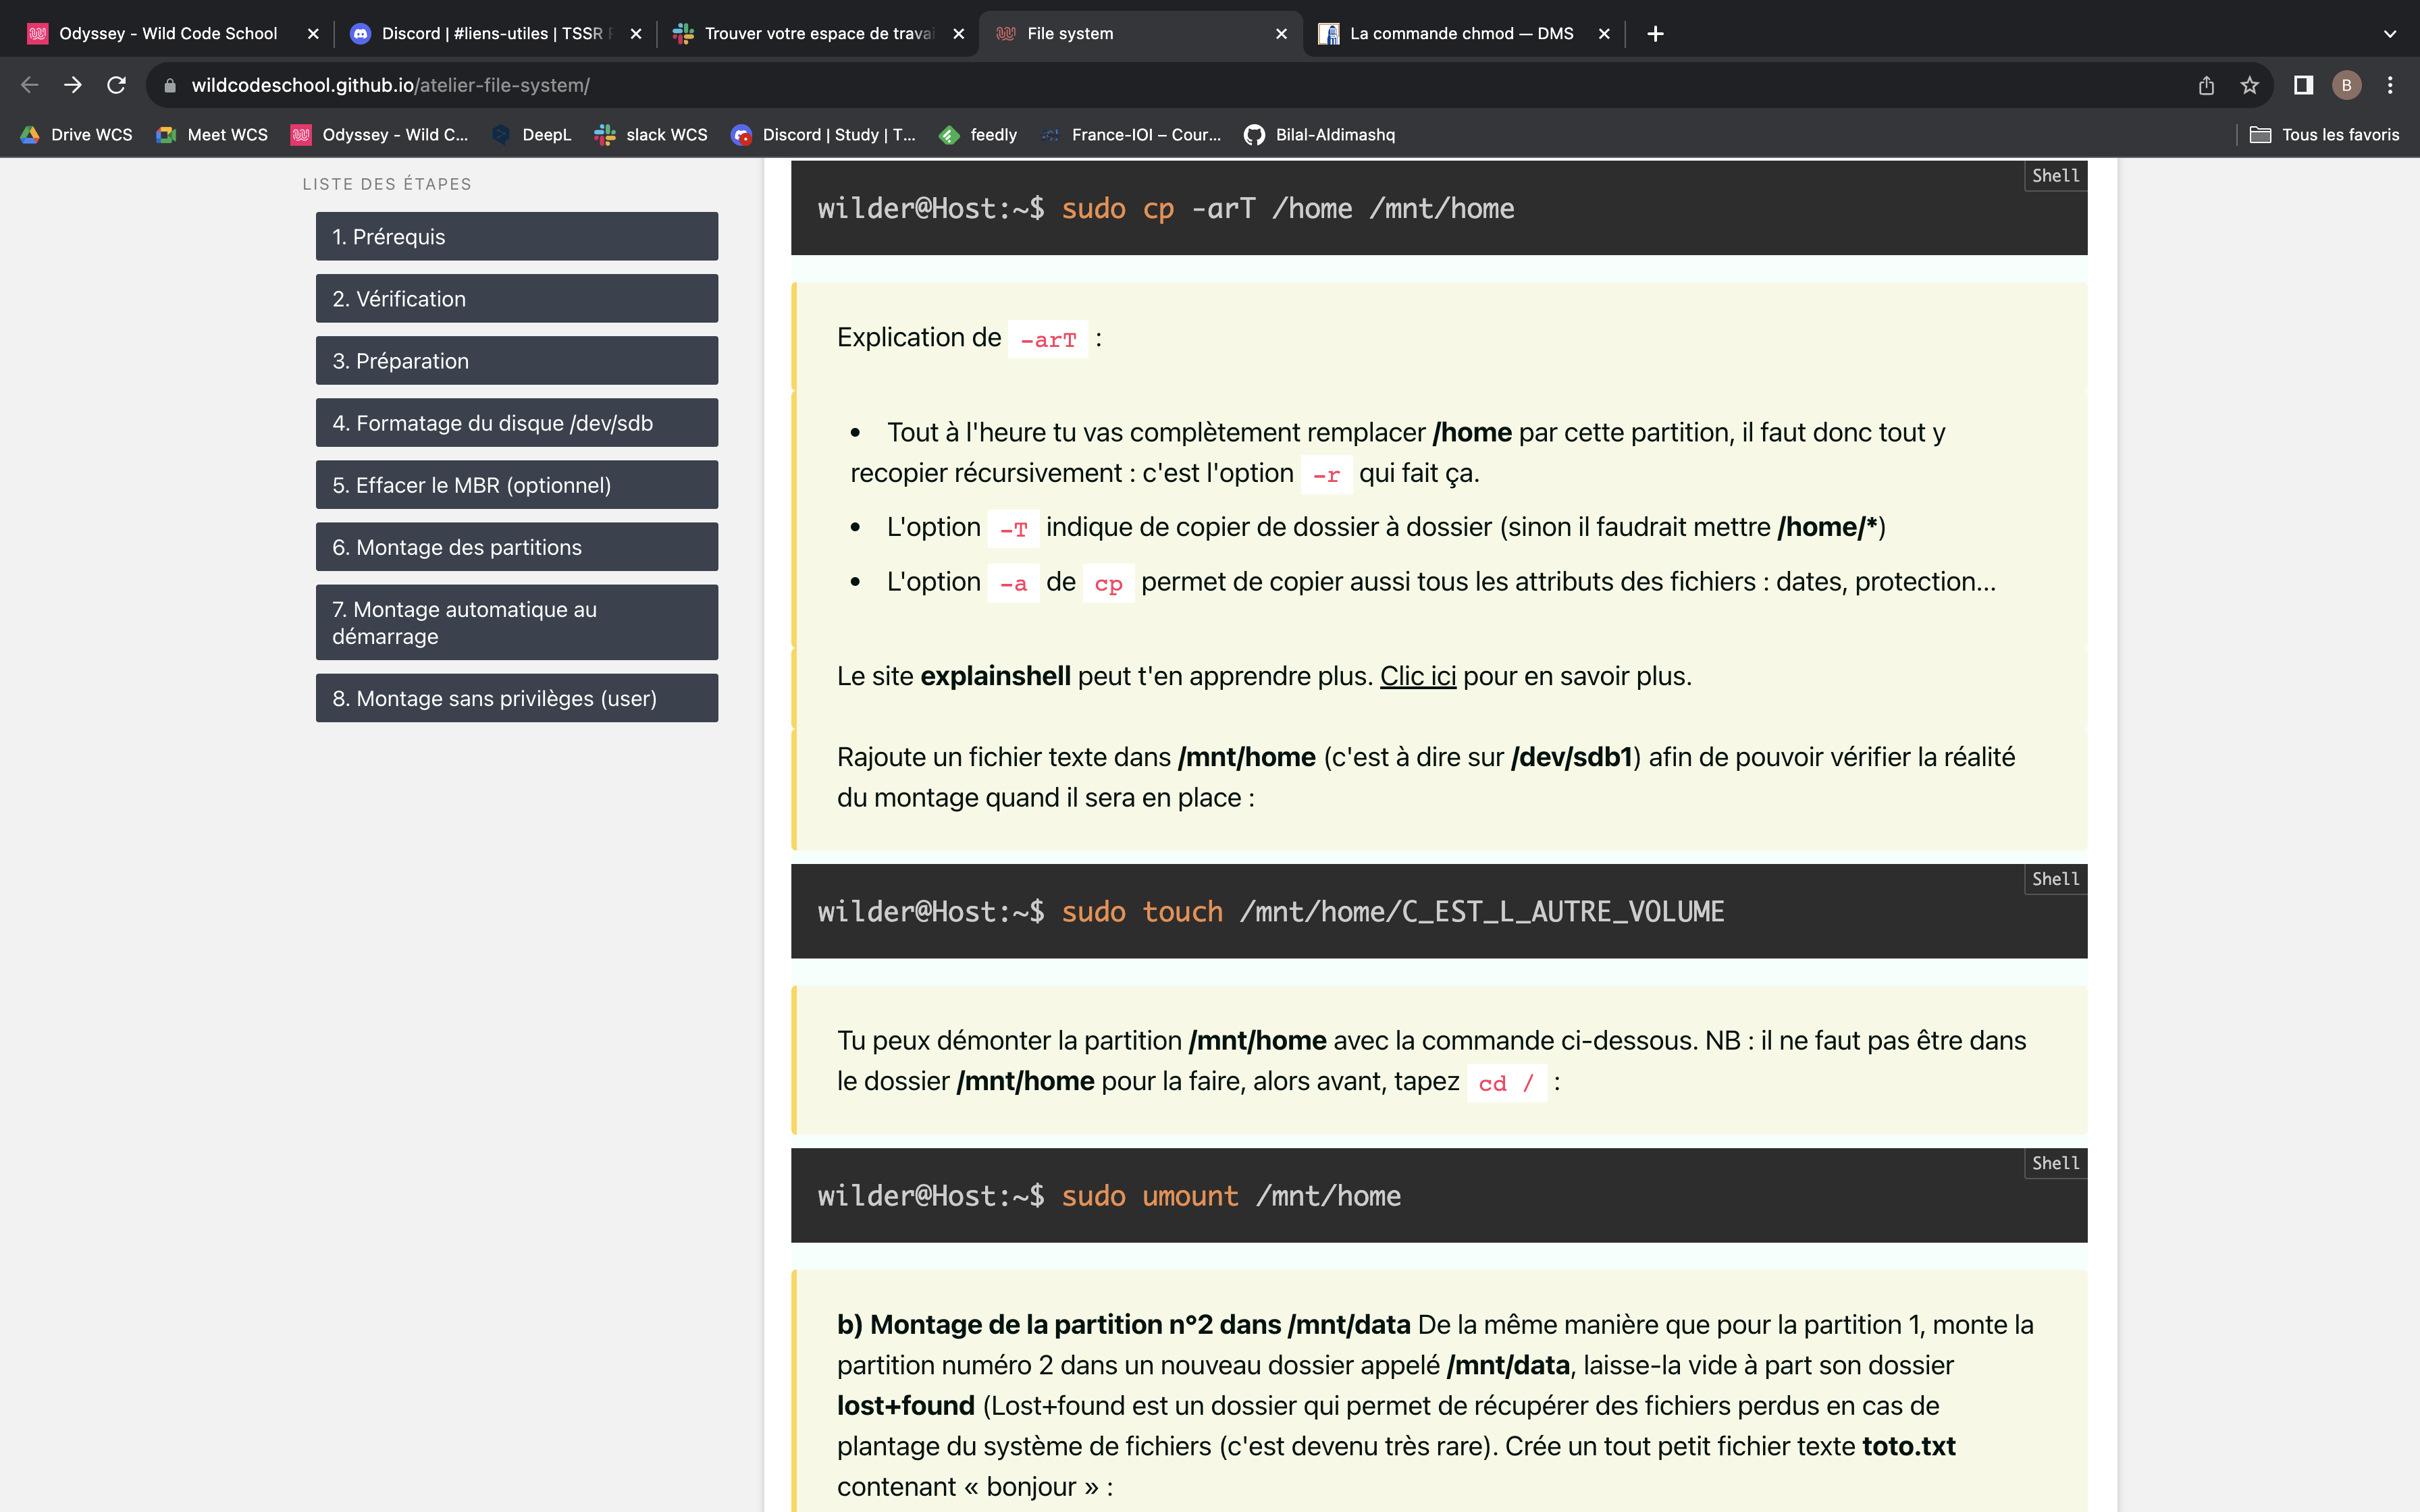 Odyssey - Wild Code School
Discord | #liens-utiles | TSSR
Trouver votre espace de travai
File system
La commande chmod — DMS
wildcodeschool.github.io/atelier-file-system/
B
Drive WCS
Meet WCS
Odyssey - Wild C...
DeepL
slack WCS
Discord | Study | T...
feedly
France-IOI – Cour...
Bilal-Aldimashq
Tous les favoris
LISTE DES ÉTAPES
1. Prérequis
2. Vérification
3. Préparation
4. Formatage du disque /dev/sdb
5. Effacer le MBR (optionnel)
6. Montage des partitions
7. Montage automatique au
démarrage
8. Montage sans privilèges (user)
Shell
wilder@Host:~$ sudo cp -arT /home /mnt/home
Explication de -arT :
• Tout à l'heure tu vas complètement remplacer /home par cette partition, il faut donc tout y
recopier récursivement : c'est l'option -r qui fait ça.
• L'option -T indique de copier de dossier à dossier (sinon il faudrait mettre /home/*)
• L'option -a de cp permet de copier aussi tous les attributs des fichiers : dates, protection...
Le site explainshell peut t'en apprendre plus. Clic ici pour en savoir plus.
Rajoute un fichier texte dans /mnt/home (c'est à dire sur /dev/sdb1) afin de pouvoir vérifier la réalité
du montage quand il sera en place :
Shell
wilder@Host:~$ sudo touch /mnt/home/C_EST_L_AUTRE_VOLUME
Tu peux démonter la partition /mnt/home avec la commande ci-dessous. NB : il ne faut pas être dans
le dossier /mnt/home pour la faire, alors avant, tapez cd / :
Shell
wilder@Host:~$ sudo umount /mnt/home
b) Montage de la partition n°2 dans /mnt/data De la même manière que pour la partition 1, monte la
partition numéro 2 dans un nouveau dossier appelé /mnt/data, laisse-la vide à part son dossier
lost+found (Lost+found est un dossier qui permet de récupérer des fichiers perdus en cas de
plantage du système de fichiers (c'est devenu très rare). Crée un tout petit fichier texte toto.txt
contenant « bonjour » :